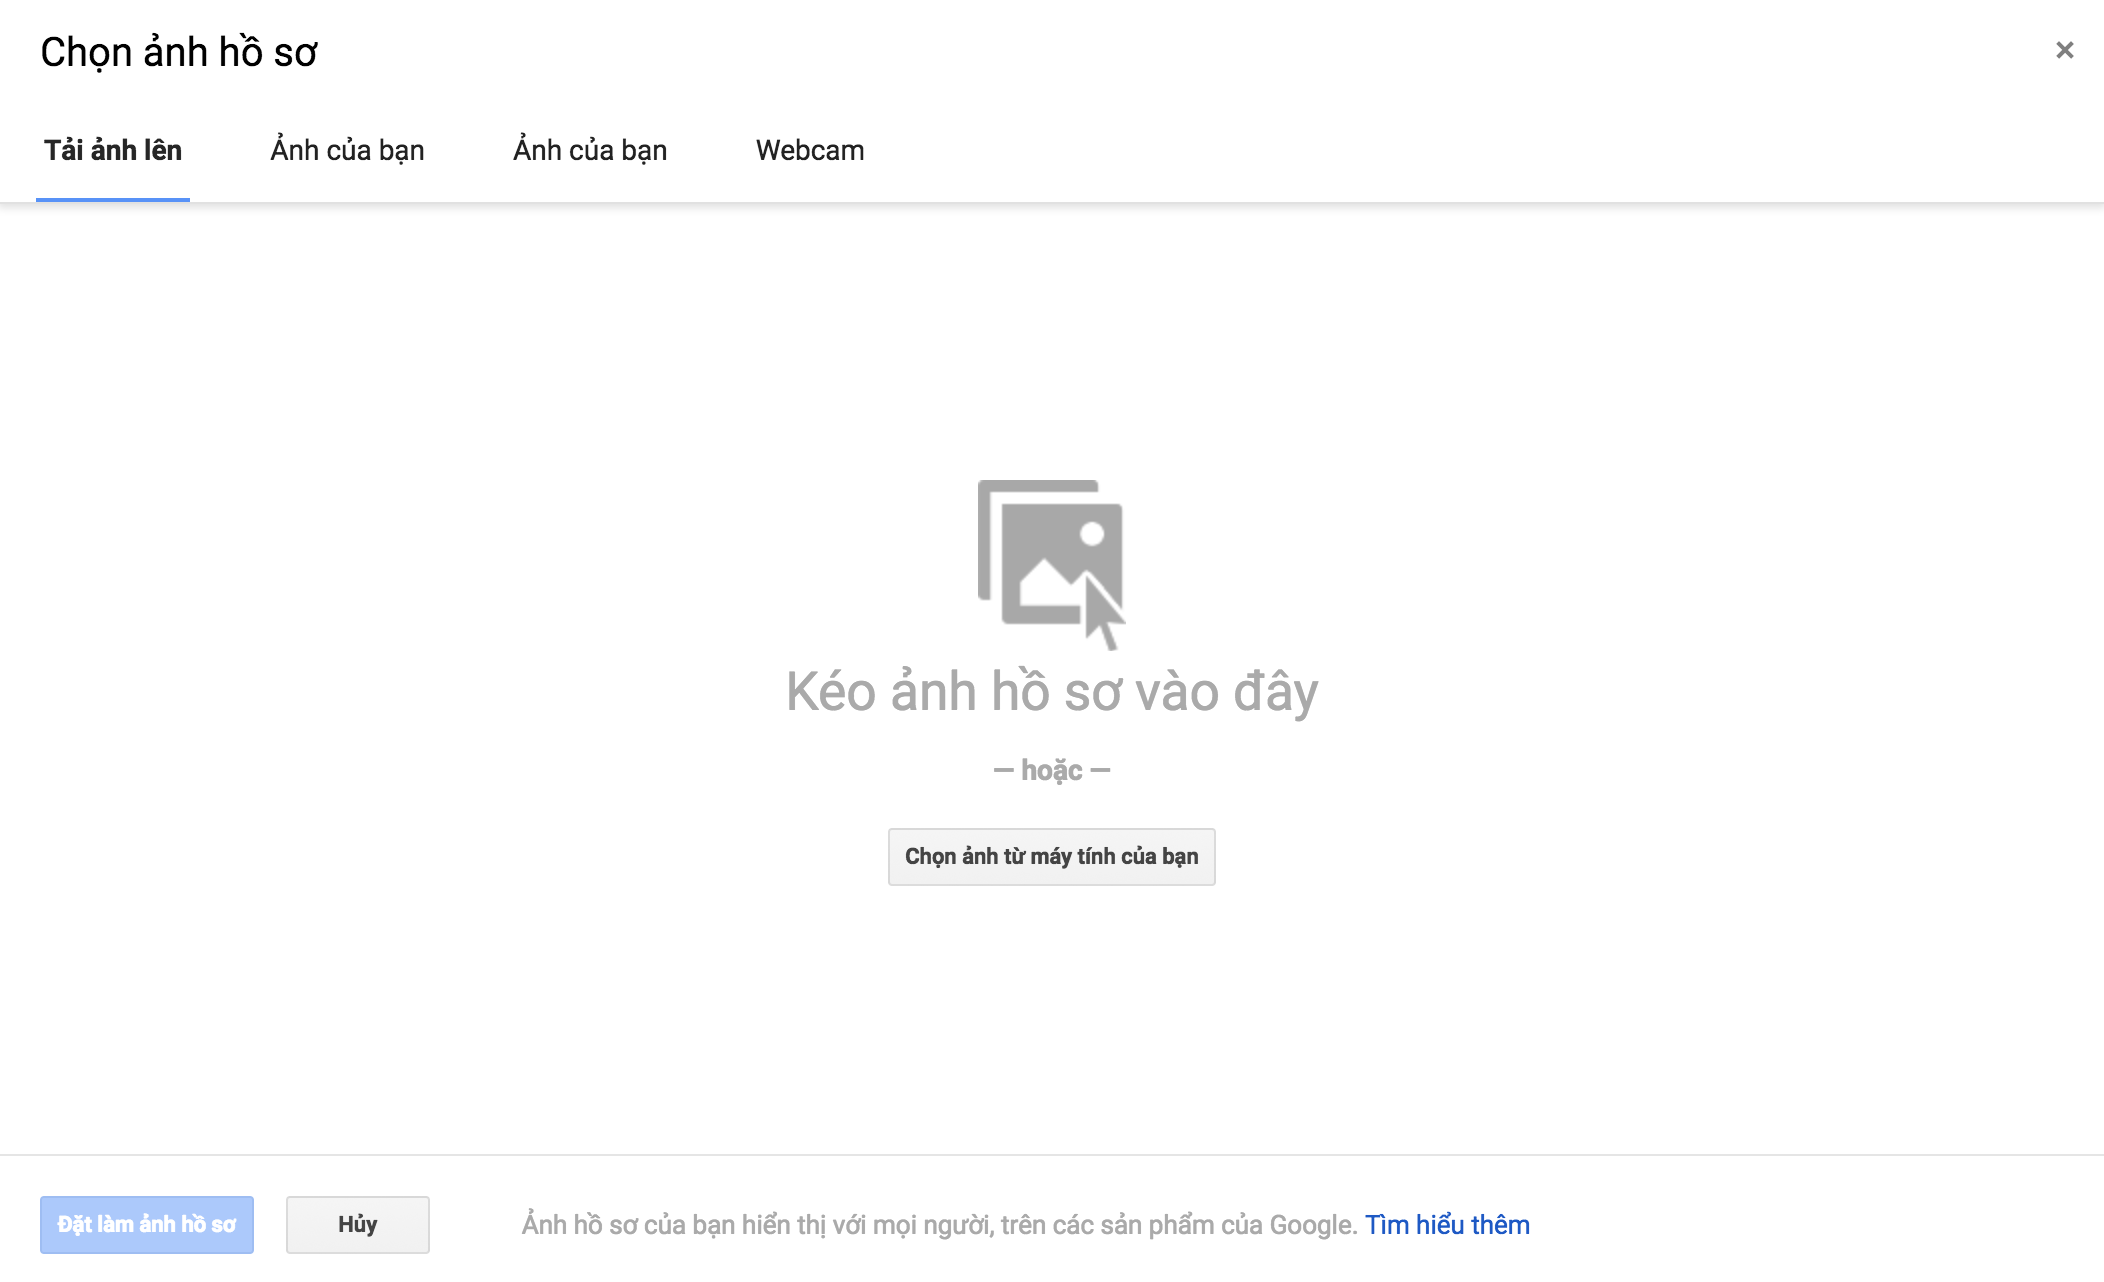 Chọn ảnh hồ sơ
Tải ảnh lên
Ảnh của bạn
Ảnh của bạn
Webcam
Kéo ảnh hồ sơ vào đây
— hoặc —
Chọn ảnh từ máy tính của bạn
Đặt làm ảnh hồ sơ
Hủy
Ảnh hồ sơ của bạn hiển thị với mọi người, trên các sản phẩm của Google. Tìm hiểu thêm